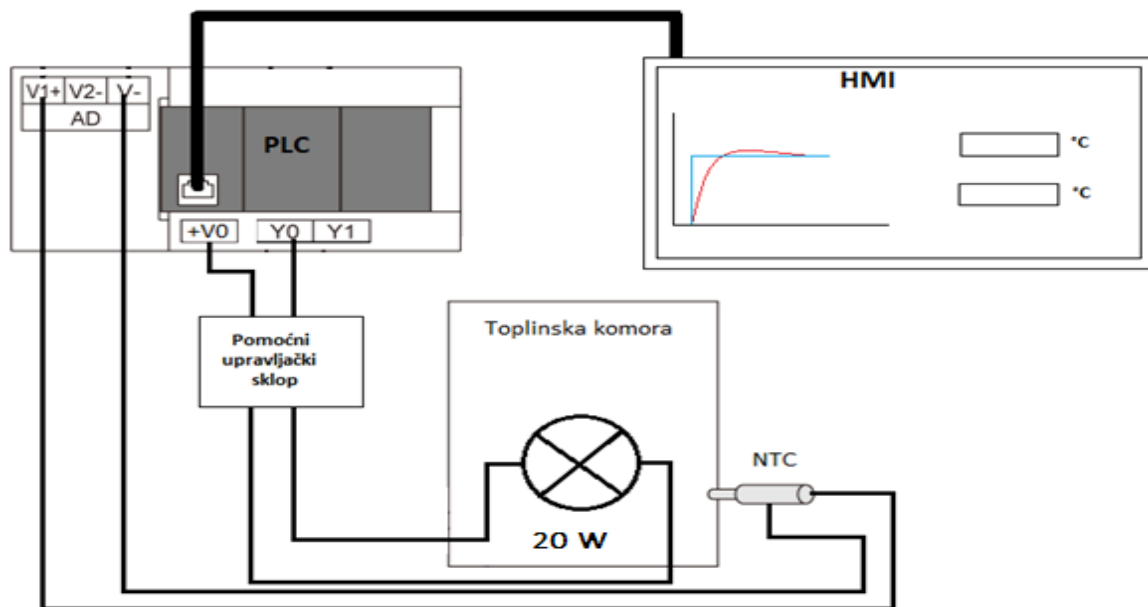 V1+ V2- V-
AD
PLC
+V0 Y0 Y1
HMI
°C
°C
Pomoćni
upravljački
sklop
Toplinska komora
20 W
NTC